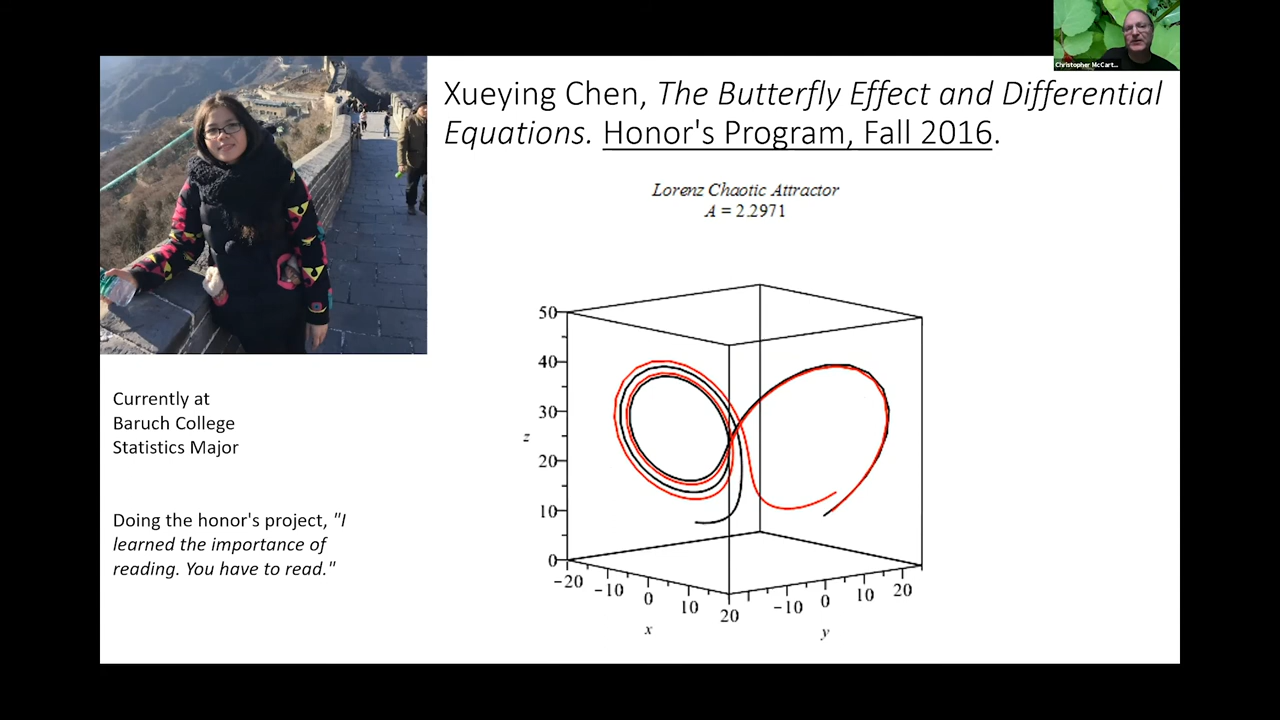 Christopher McCart...
Xueying Chen, The Butterfly Effect and Differential
Equations. Honor's Program, Fall 2016.
Lorenz Chaotic Attractor
A = 2.2971
50
40
30
z
20
10
0
-20
-10
0
10
20
-10
0
10
20
x
y
Currently at
Baruch College
Statistics Major
Doing the honor's project, "I
learned the importance of
reading. You have to read."